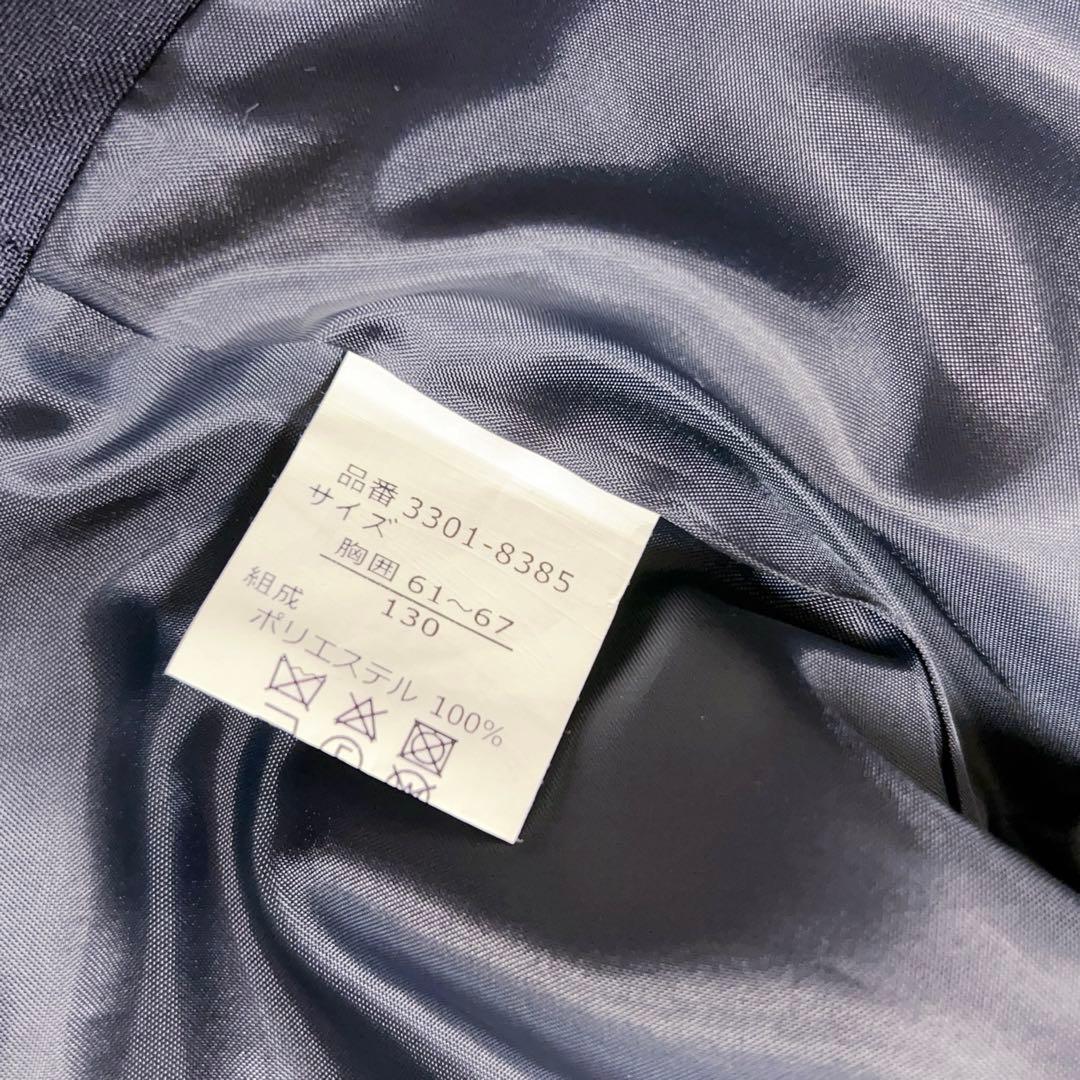 品番 3301-8385
サイズ
胸囲 61～67
130
組成
ポリエステル 100%